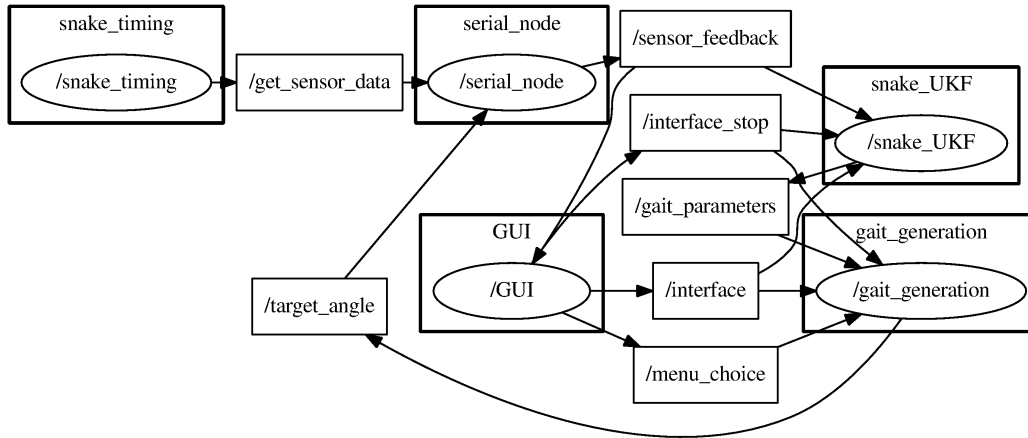 snake_timing
/snake_timing
/get_sensor_data
serial_node
/serial_node
/sensor_feedback
/interface_stop
snake_UKF
/snake_UKF
/gait_parameters
GUI
/GUI
/interface
gait_generation
/gait_generation
/target_angle
/menu_choice